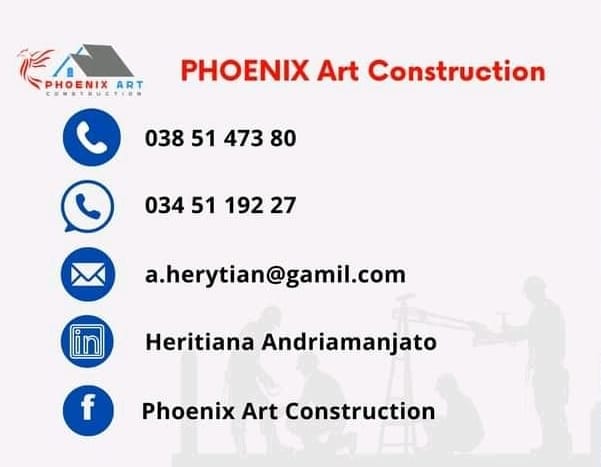 PHOENIX ART
CONSTRUCTION
PHOENIX Art Construction
038 51 473 80
034 51 192 27
a.herytian@gamil.com
in
Heritiana Andriamanjato
f
Phoenix Art Construction